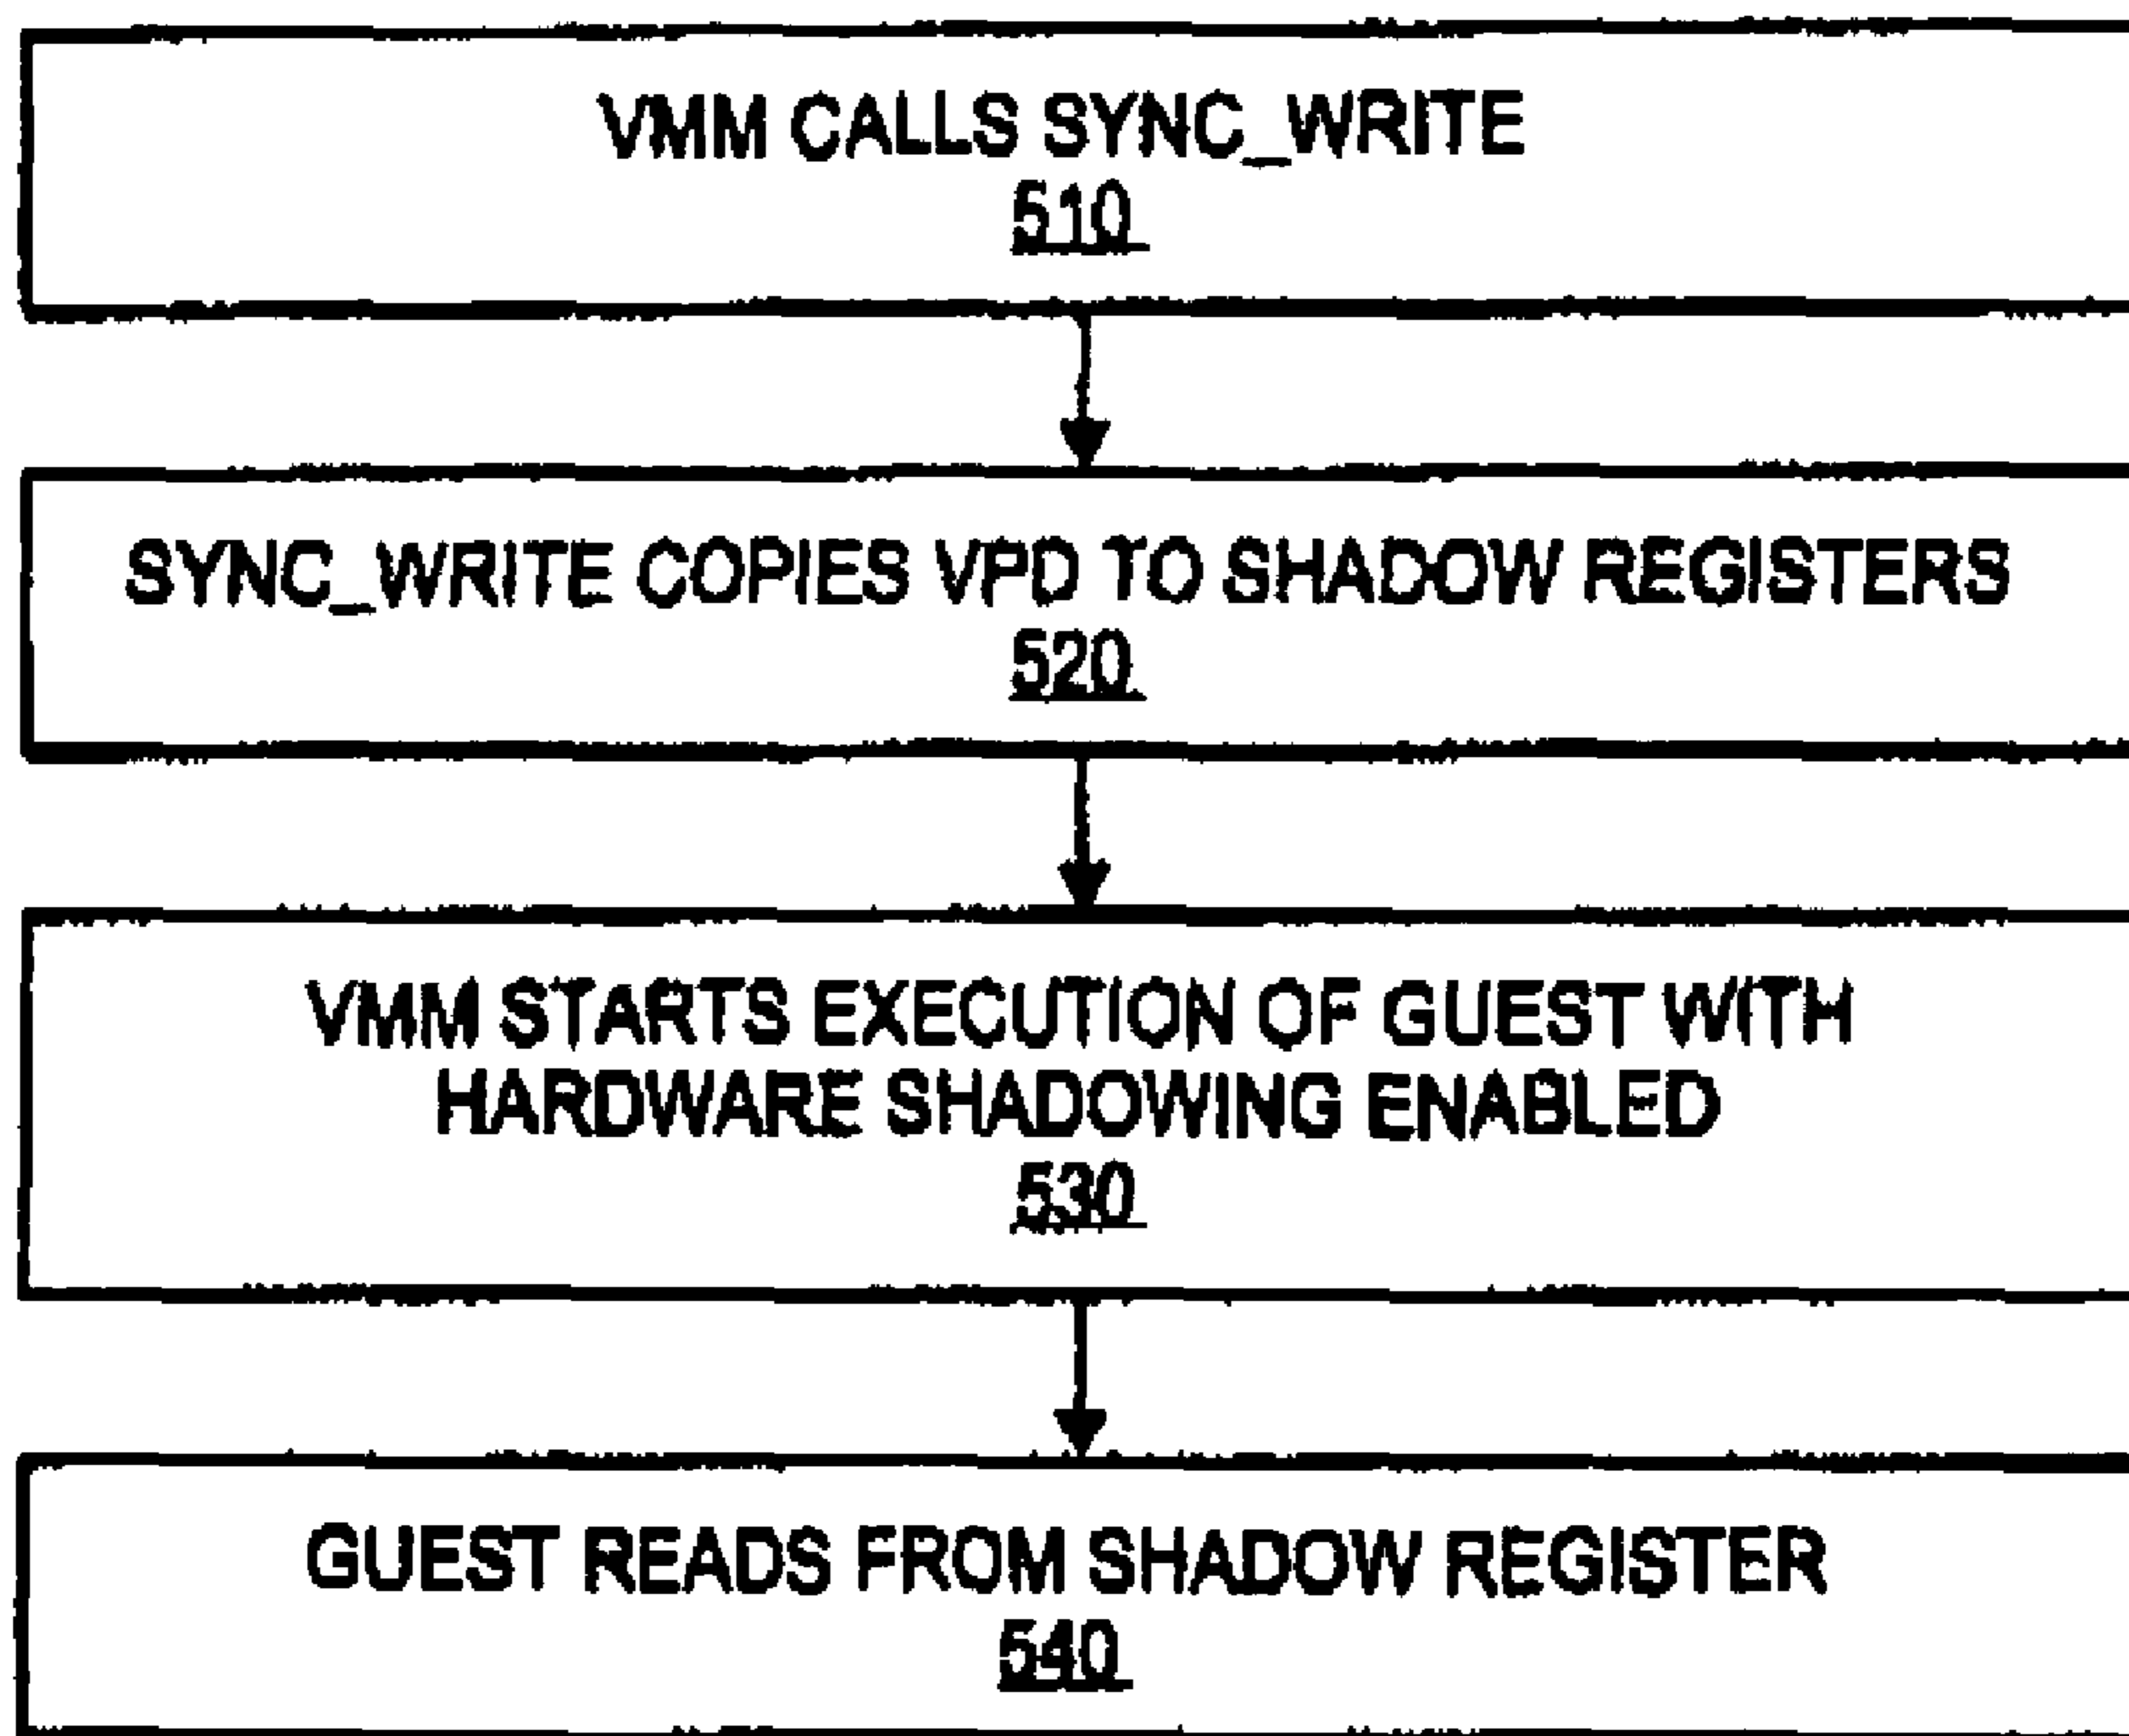 VMM CALLS SYNC_WRITE
510
SYNC_WRITE COPIES VPD TO SHADOW REGISTERS
520
VMM STARTS EXECUTION OF GUEST WITH
HARDWARE SHADOWING ENABLED
530
GUEST READS FROM SHADOW REGISTER
540